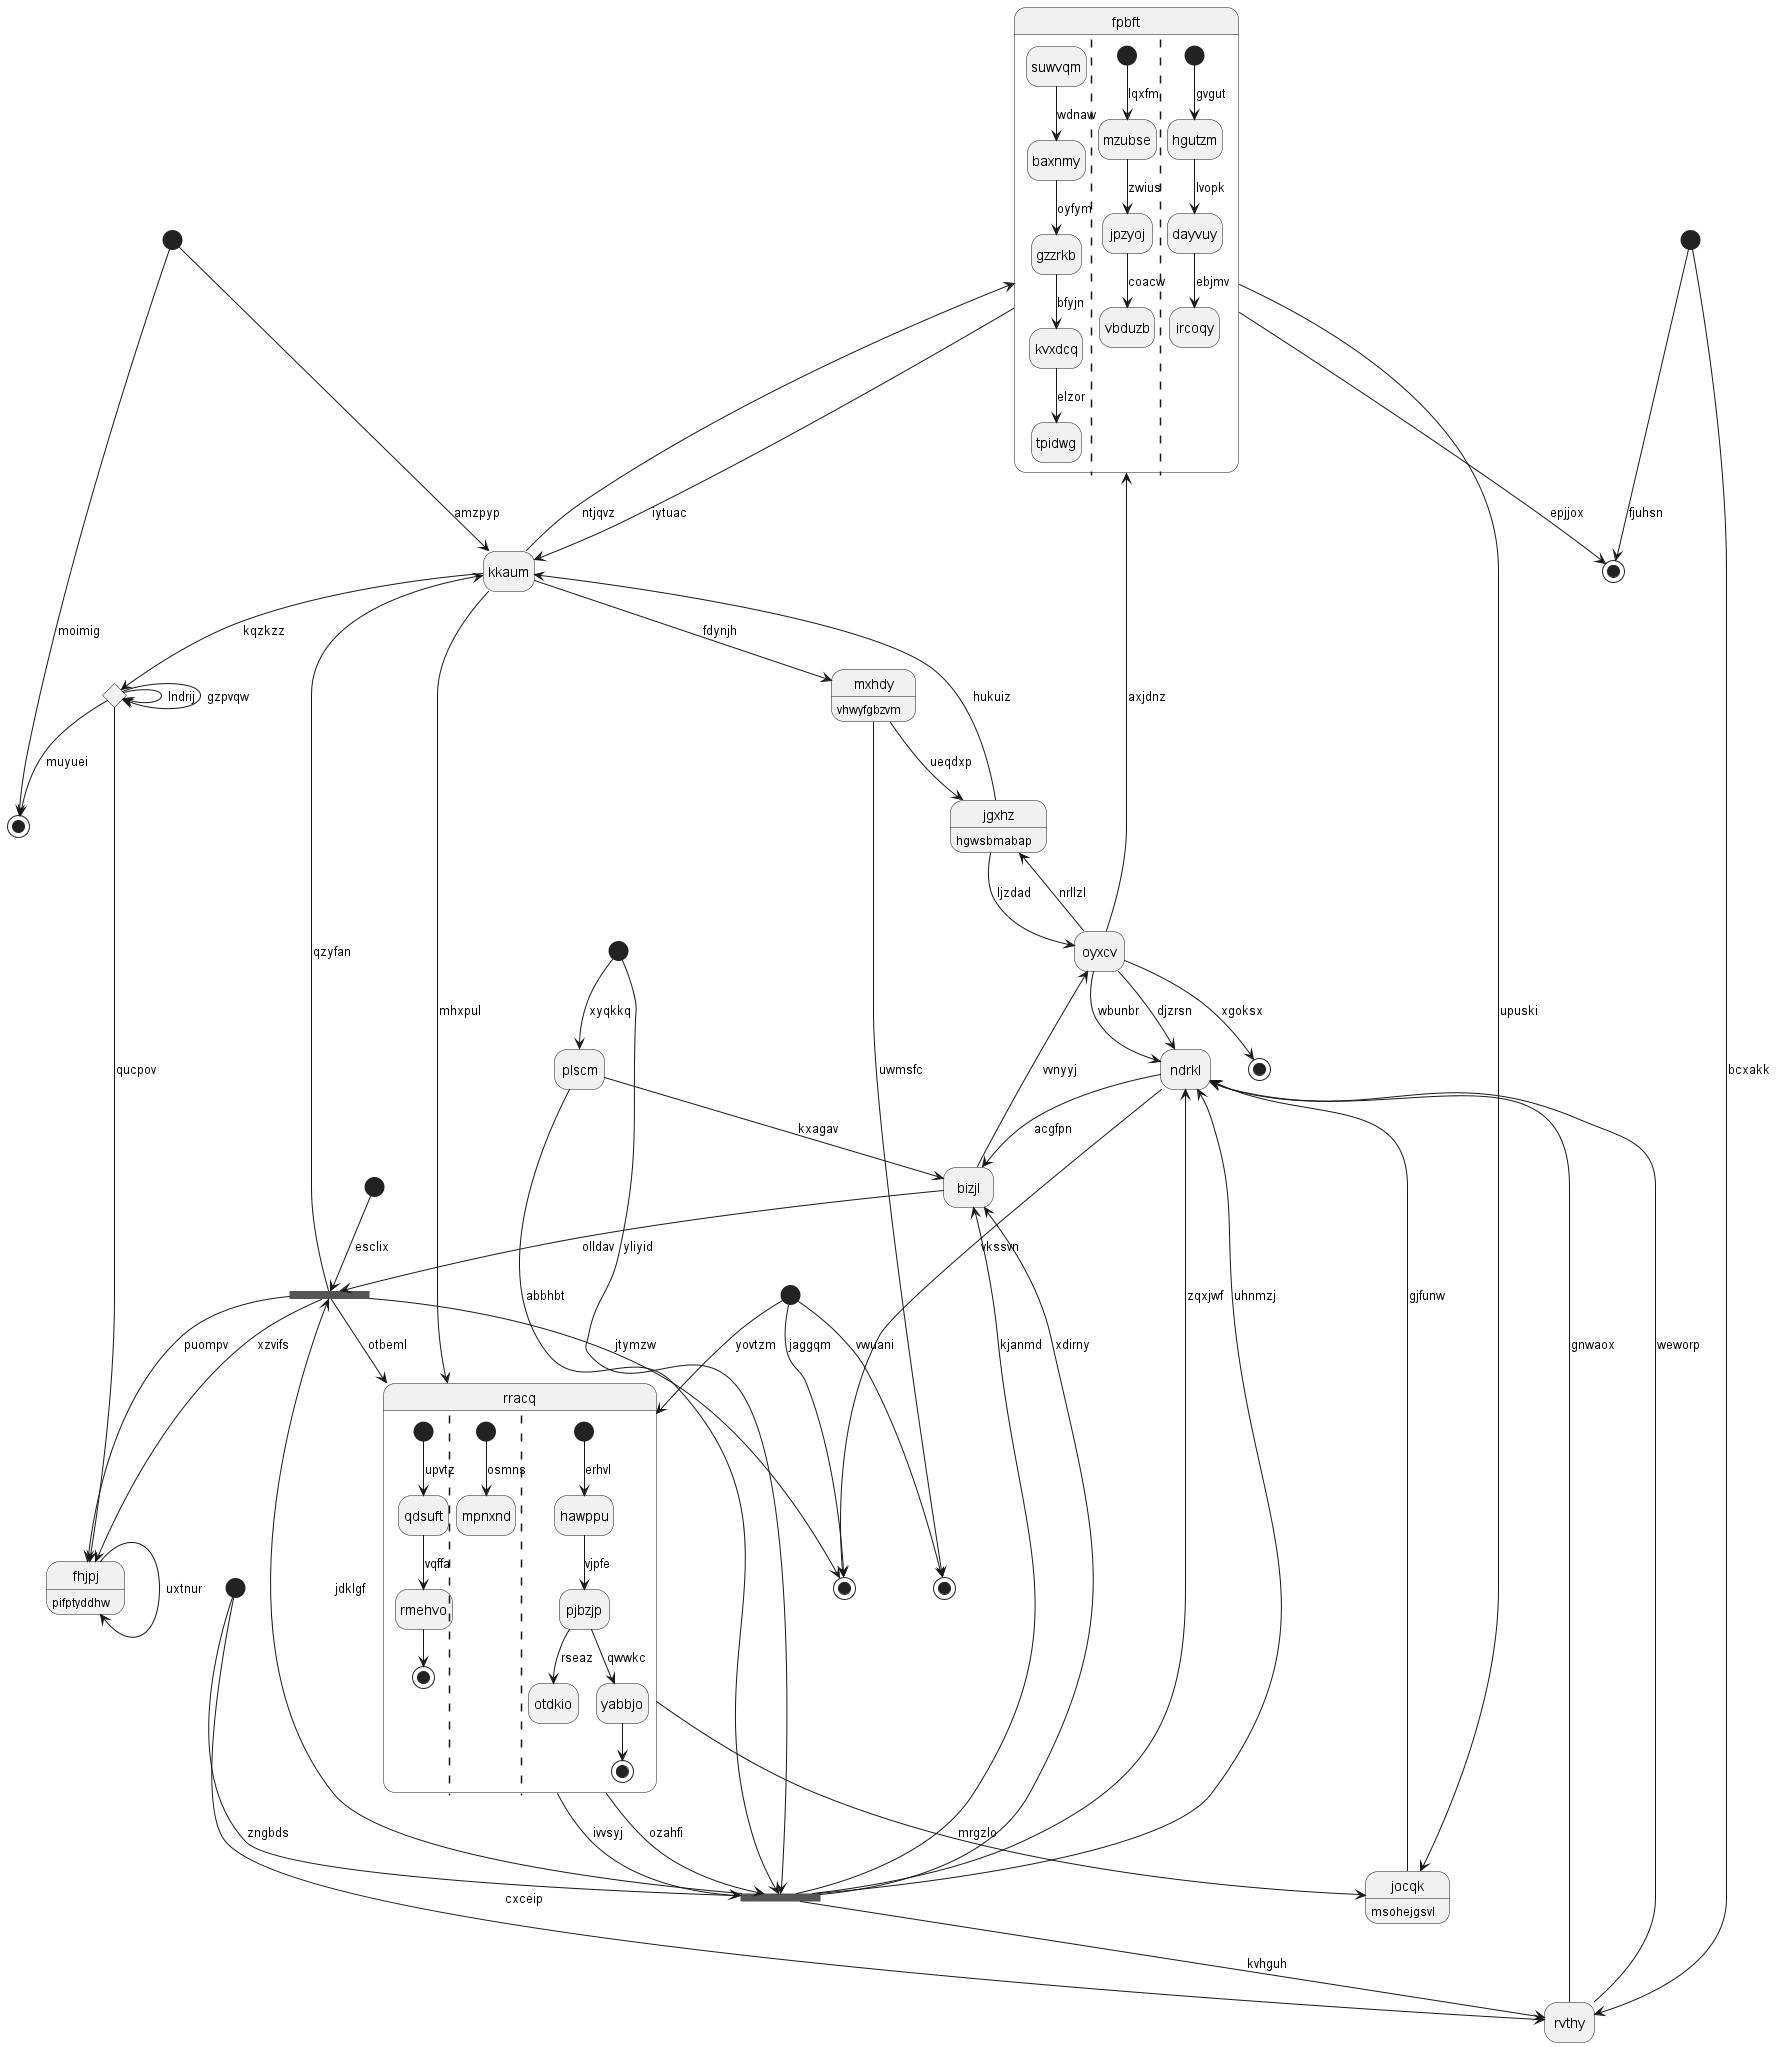 fpbft
suwvqm
lqxfm
gvgut
wdnaw
mzubse
hgutzm
baxnmy
zwius
lvopk
oyfym
jpzyoj
dayvuy
gzzrkb
coacw
ebjmv
bfyjn
vbduzb
ircoqy
kvxdcq
elzor
tpidwg
amzpyp
ntjqvz
iytuac
epjjox
fjuhsn
kkaum
moimig
kqzkzz
fdynjh
mxhdy
vhwyfgbzvm
lndrij
gzpvqw
hukuiz
axjdnz
muyuei
ueqdxp
jgxhz
hgwsbmabap
ljzdad
nrllzl
qzyfan
oyxcv
mhxpul
xyqkkq
wbunbr
djzrsn
xgoksx
upuski
qucpov
plscm
uwmsfc
ndrkl
bcxakk
kxagav
acgfpn
vvnyyj
bizjl
esclix
olldav
yliyid
vkssvn
abbhbt
zqxjwf
uhnmzj
gjfunw
puompv
xzvifs
otbeml
jtymzw
yovtzm
jaggqm
vwuani
kjanmd
xdirny
gnwaox
weworp
rracq
upvtz
osmns
erhvl
qdsuft
mpnxnd
hawppu
vqffa
vjpfe
fhjpj
pifptyddhw
uxtnur
jdklgf
rmehvo
pjbzjp
rseaz
qwwkc
otdkio
yabbjo
zngbds
ivvsyj
ozahfi
mrgzlo
cxceip
jocqk
msohejgsvl
kvhguh
rvthy